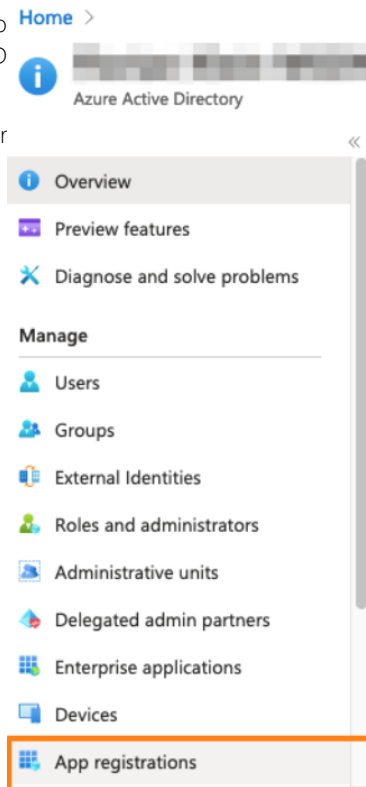 Home >
Azure Active Directory
«
Overview
Preview features
Diagnose and solve problems
Manage
Users
Groups
External Identities
Roles and administrators
Administrative units
Delegated admin partners
Enterprise applications
Devices
App registrations